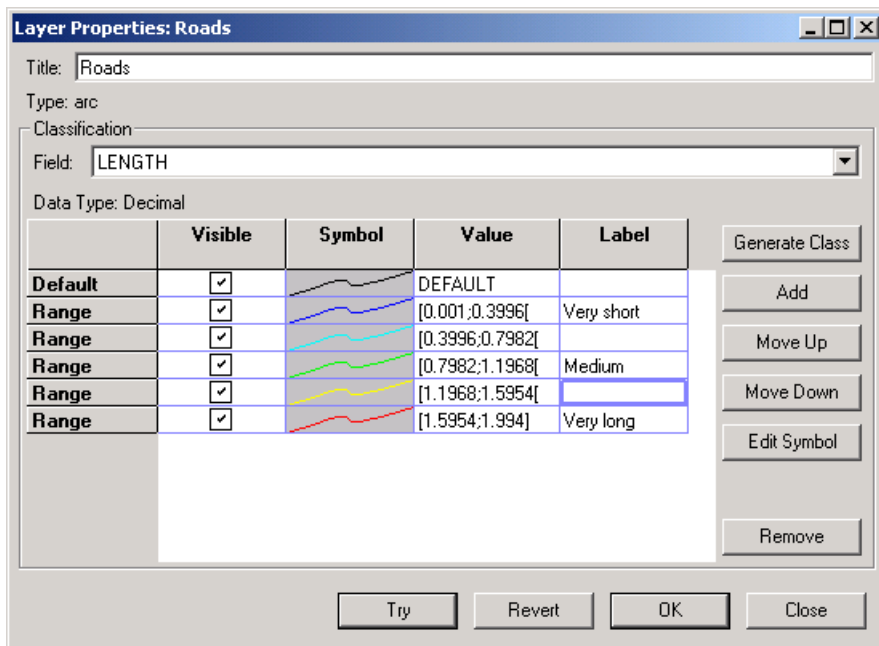 Layer Properties: Roads
Title: Roads
Type: arc
Classification
Field: LENGTH
Data Type: Decimal
Visible Symbol Value Label
Generate Class
Default DEFAULT
Add
Range [0.001;0.3996[ Very short
Range [0.3996;0.7982[
Move Up
Range [0.7982;1.1968[ Medium
Range [1.1968;1.5954[
Move Down
Range [1.5954;1.994] Very long
Edit Symbol
Remove
Try Revert OK Close